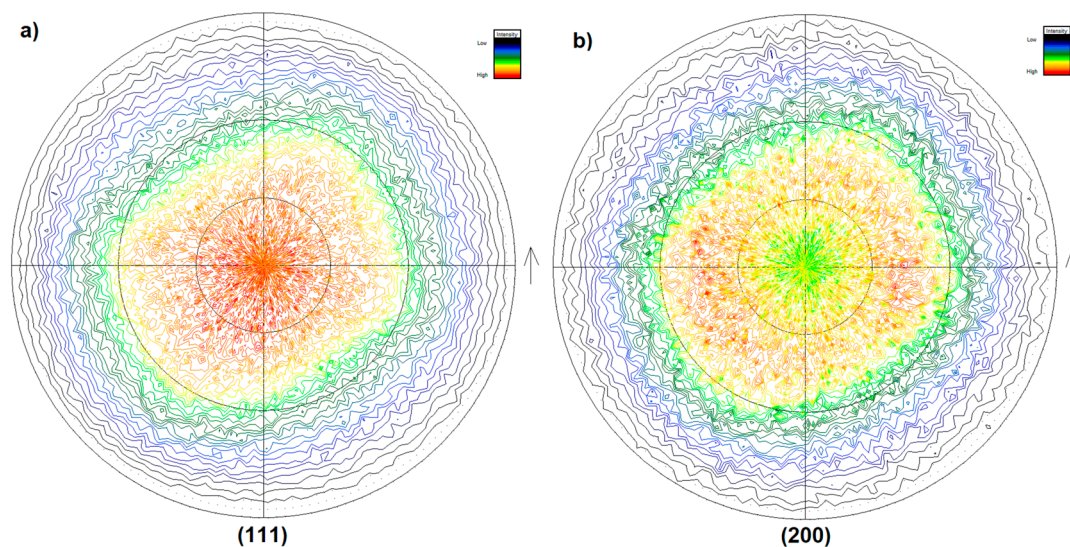 a)
Intensity
Low
High
(111)
b)
Intensity
Low
High
(200)